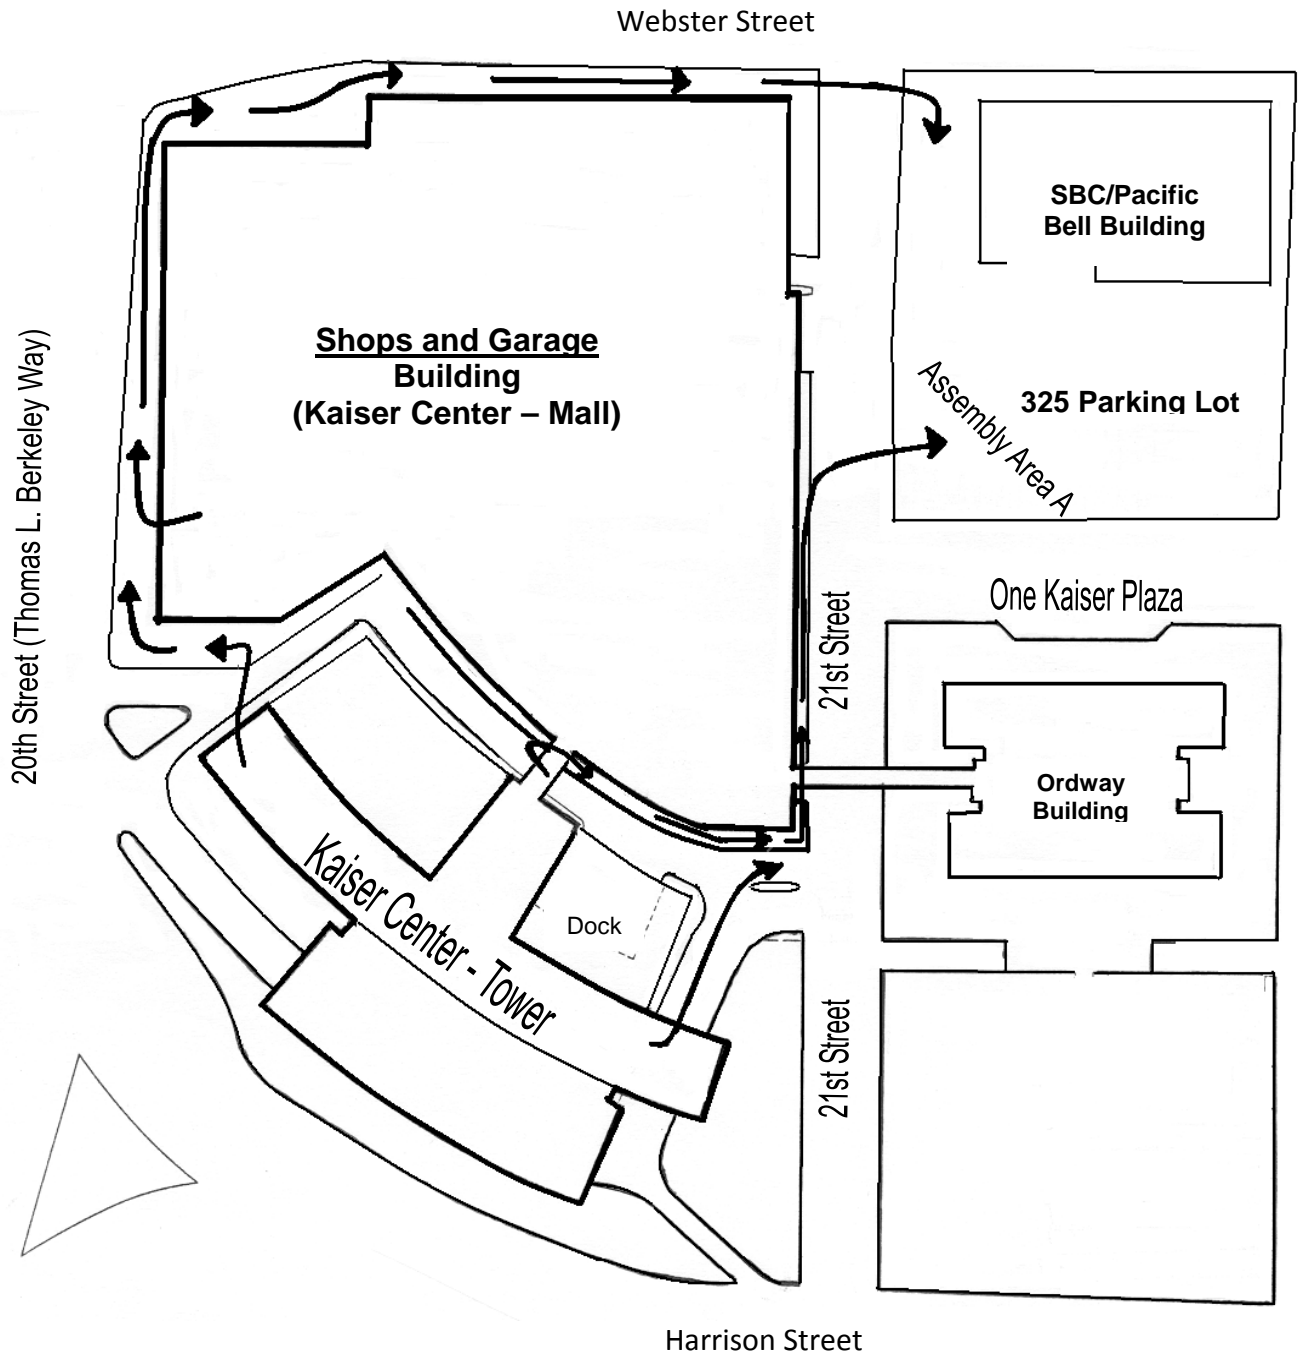 Webster Street
SBC/Pacific
Bell Building
20th Street (Thomas L. Berkeley Way)
Shops and Garage
Building
(Kaiser Center – Mall)
Assembly Area A
325 Parking Lot
21st Street
One Kaiser Plaza
Ordway
Building
Kaiser Center - Tower
Dock
21st Street
Harrison Street